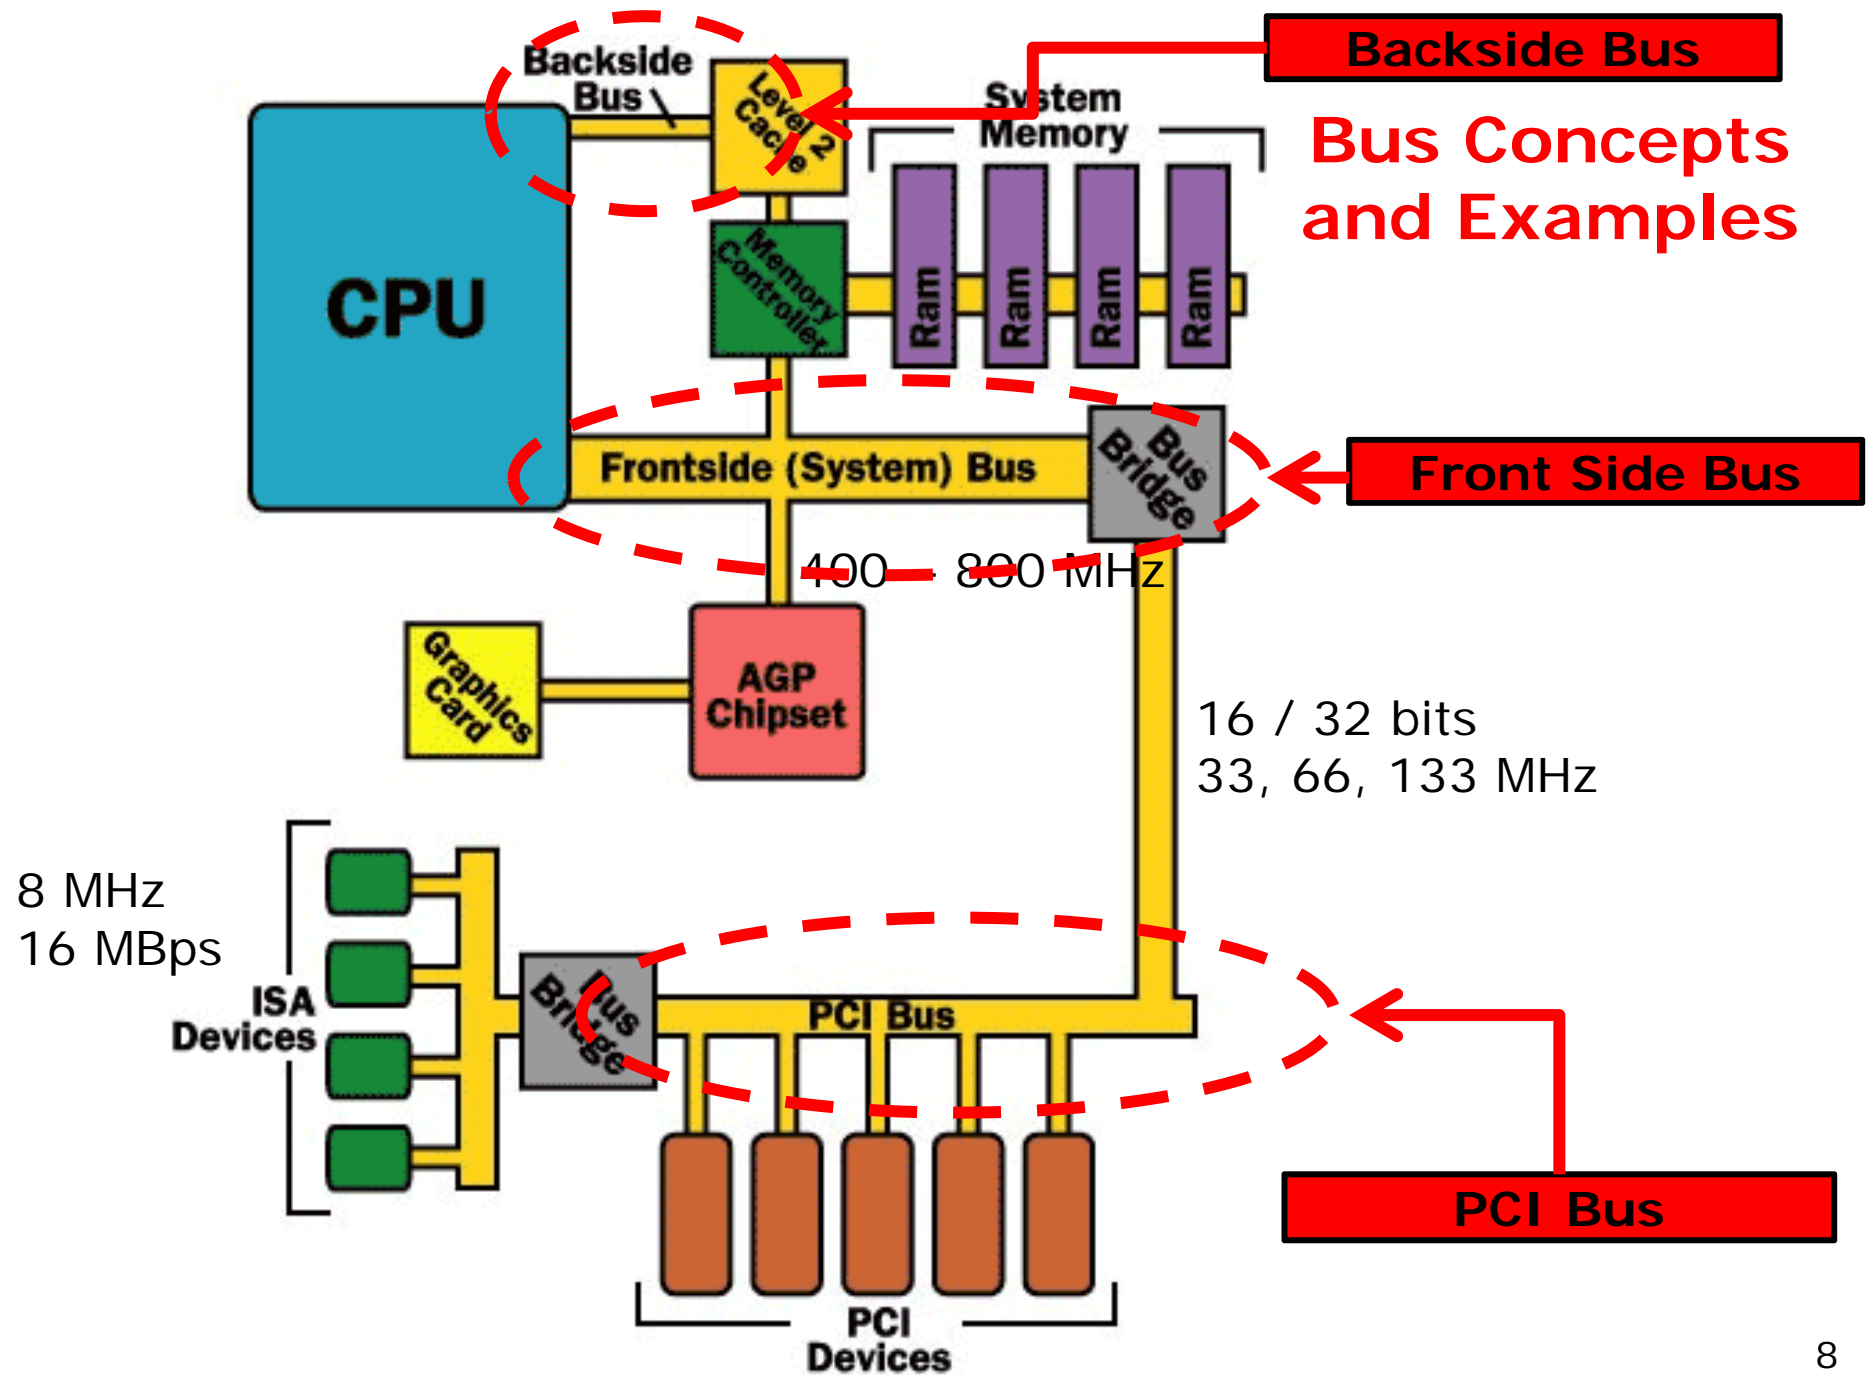 Backside Bus
Bus Concepts
and Examples
Backside
Bus
Level 2
Cache
System
Memory
CPU
Memory
Controller
Ram
Ram
Ram
Ram
Frontside (System) Bus
Bus
Bridge
Front Side Bus
400 – 800 MHz
Graphics
Card
AGP
Chipset
16 / 32 bits
33, 66, 133 MHz
8 MHz
16 MBps
ISA
Devices
Bus
Bridge
PCI Bus
PCI Bus
PCI
Devices
8